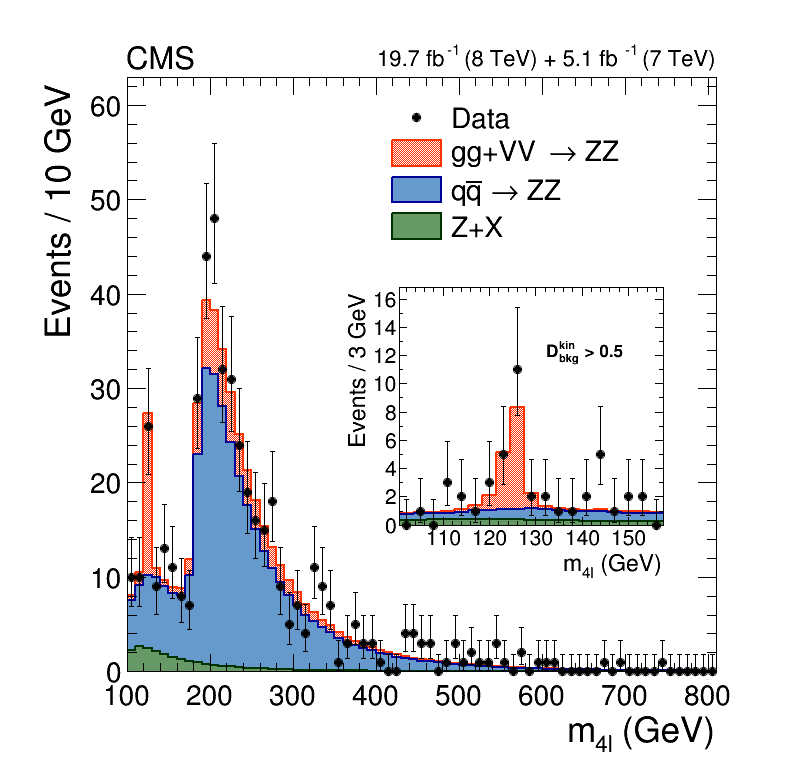 CMS 19.7 fb⁻¹ (8 TeV) + 5.1 fb ⁻¹ (7 TeV)
Events / 10 GeV
60
50
40
30
20
10
0
Data
gg+VV → ZZ
qq̅ → ZZ
Z+X
Events / 3 GeV
16
14
12
10
8
6
4
2
0
D^kin_bkg > 0.5
110 120 130 140 150
m_4l (GeV)
100 200 300 400 500 600 700 800
m_4l (GeV)